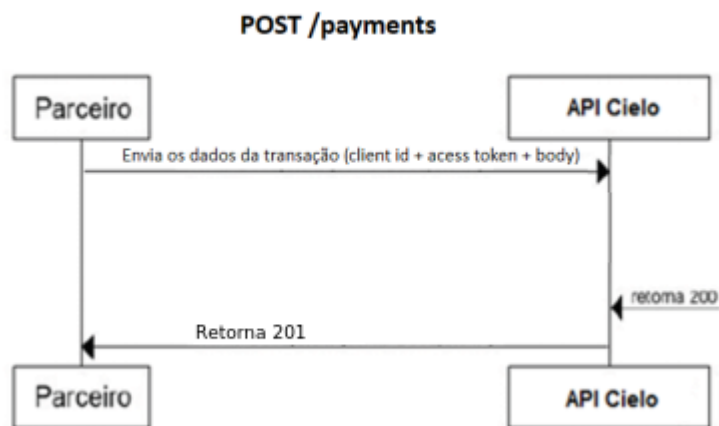 POST /payments
Parceiro
API Cielo
Envia os dados da transação (client id + acess token + body)
retorna 200
Retorna 201
Parceiro
API Cielo